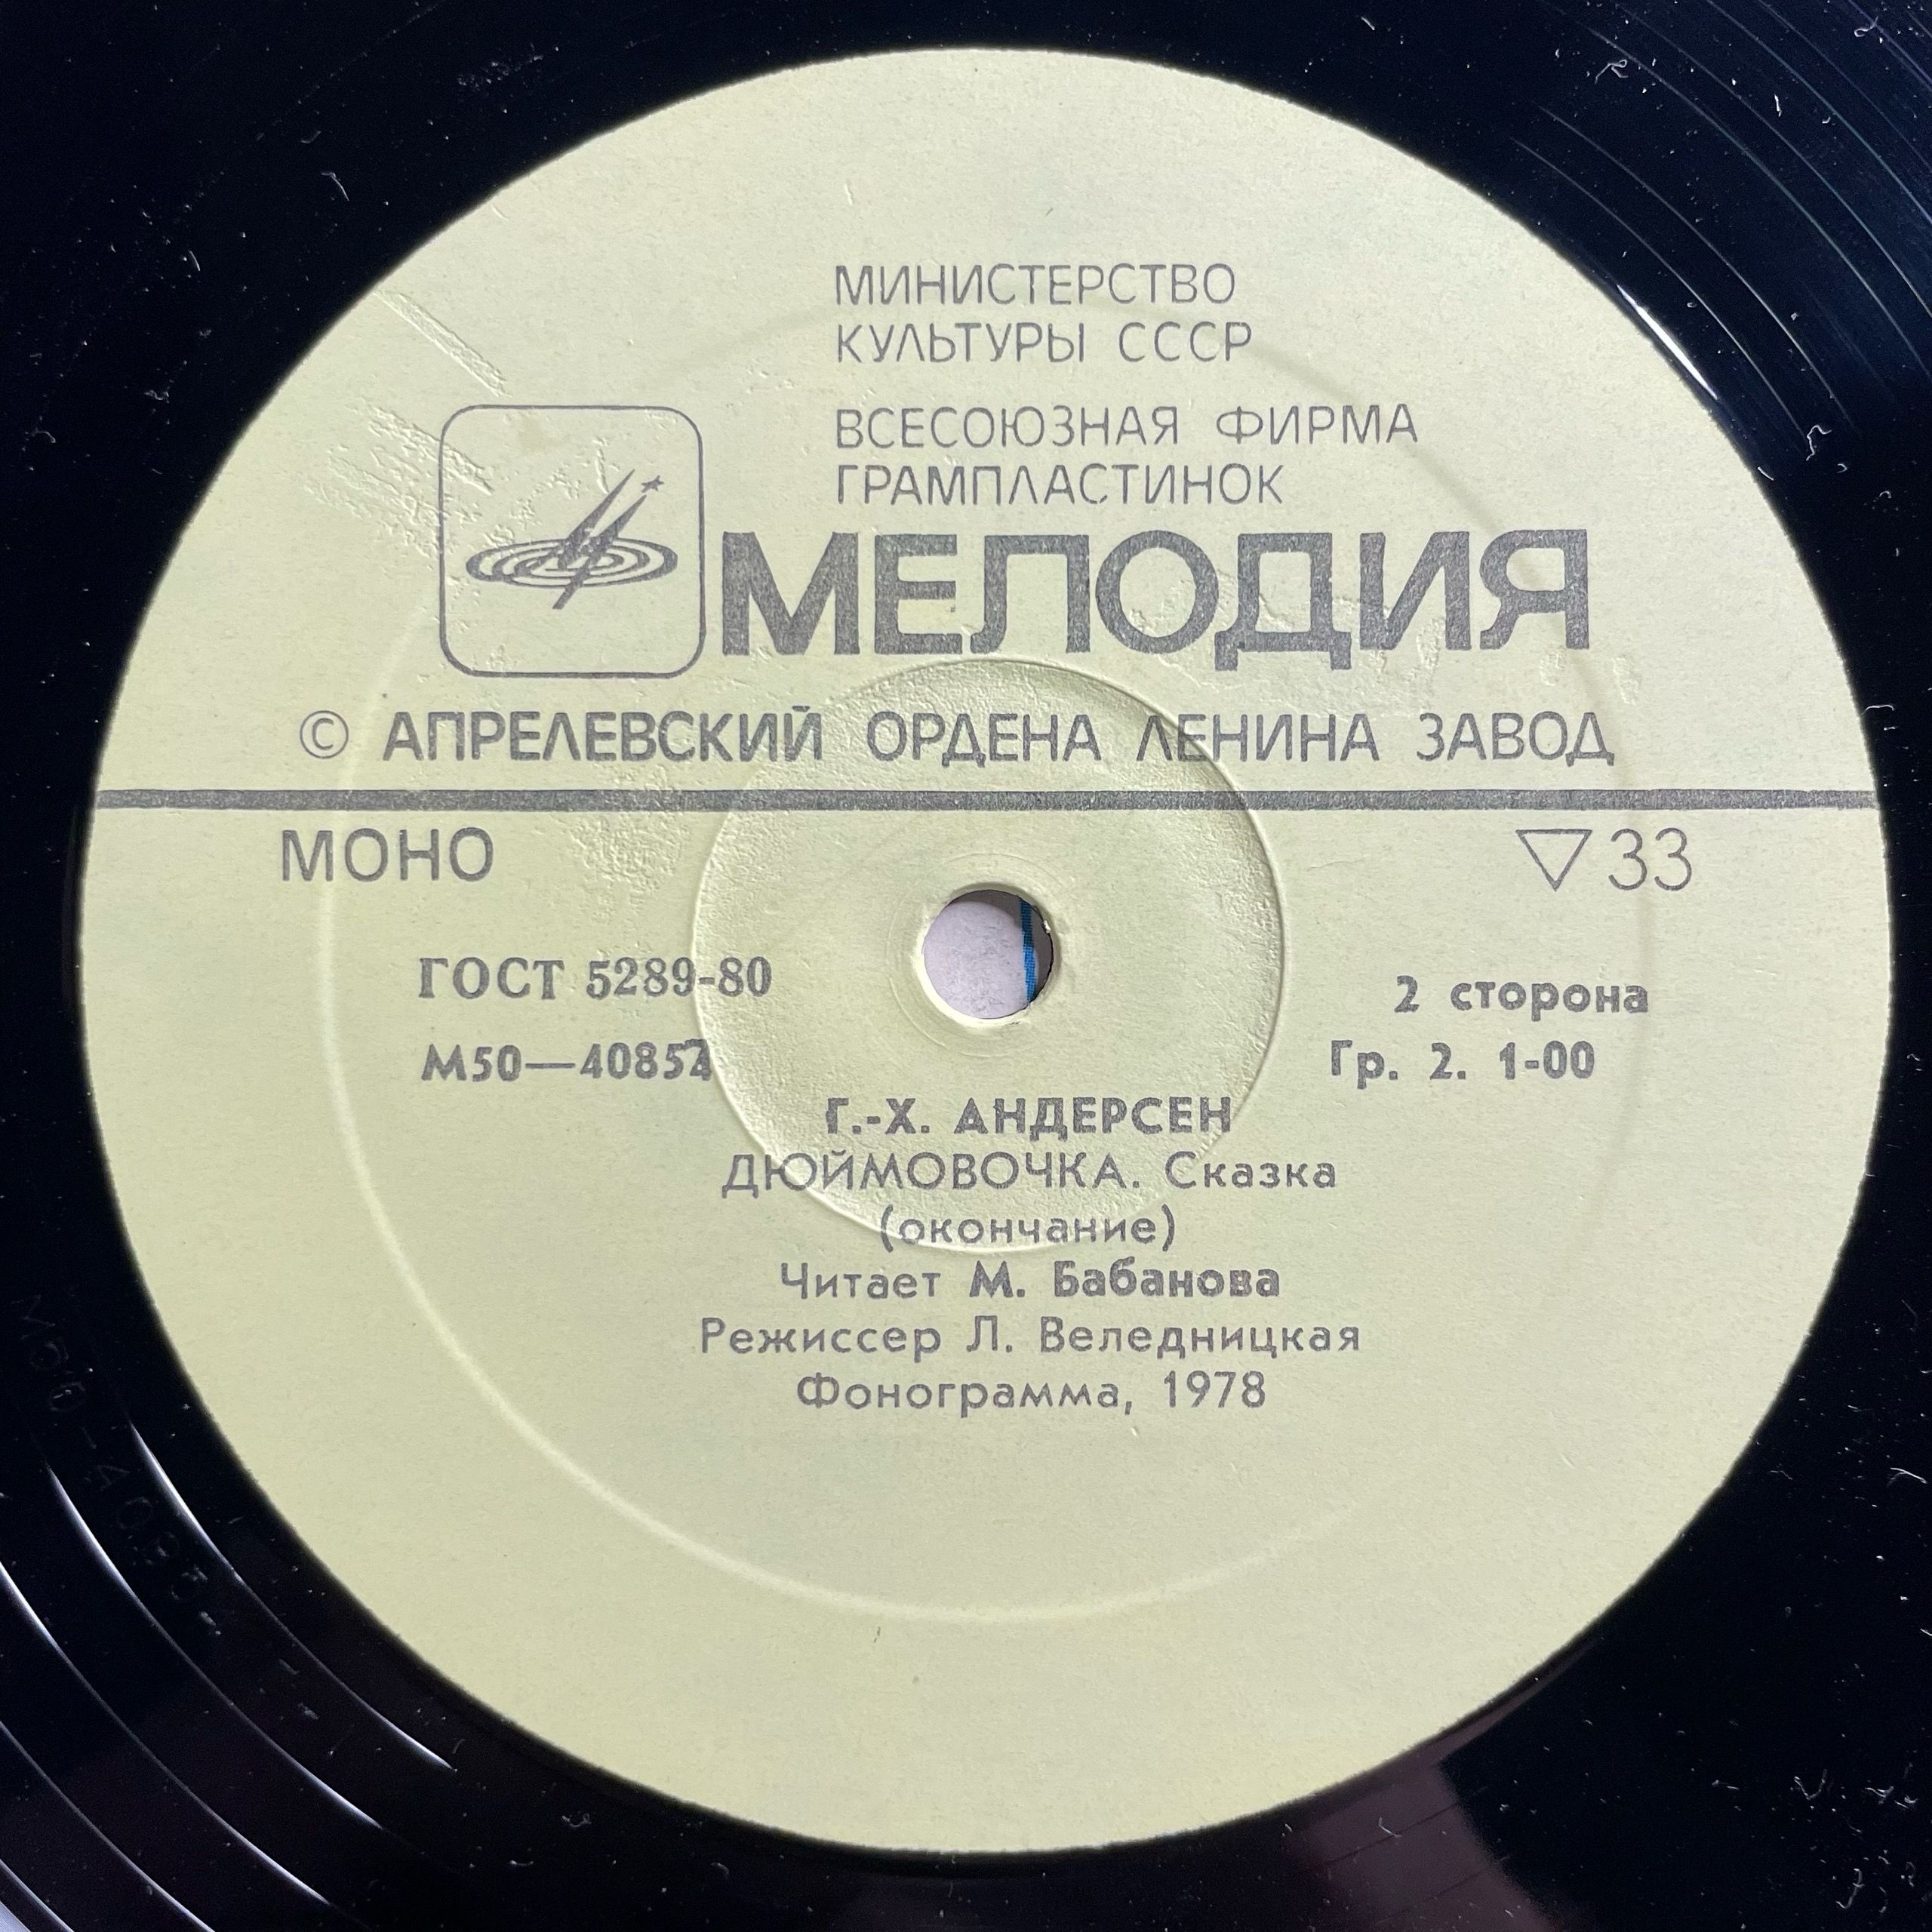 МИНИСТЕРСТВО
КУЛЬТУРЫ СССР
ВСЕСОЮЗНАЯ ФИРМА
ГРАМПЛАСТИНОК
МЕЛОДИЯ
© АПРЕЛЕВСКИЙ ОРДЕНА ЛЕНИНА ЗАВОД
МОНО
▽33
ГОСТ 5289-80
2 сторона
Гр. 2. 1-00
Г.-Х. АНДЕРСЕН
ДЮЙМОВОЧКА. Сказка
(окончание)
Читает М. Бабанова
Режиссер Л. Веледницкая
Фонограмма, 1978